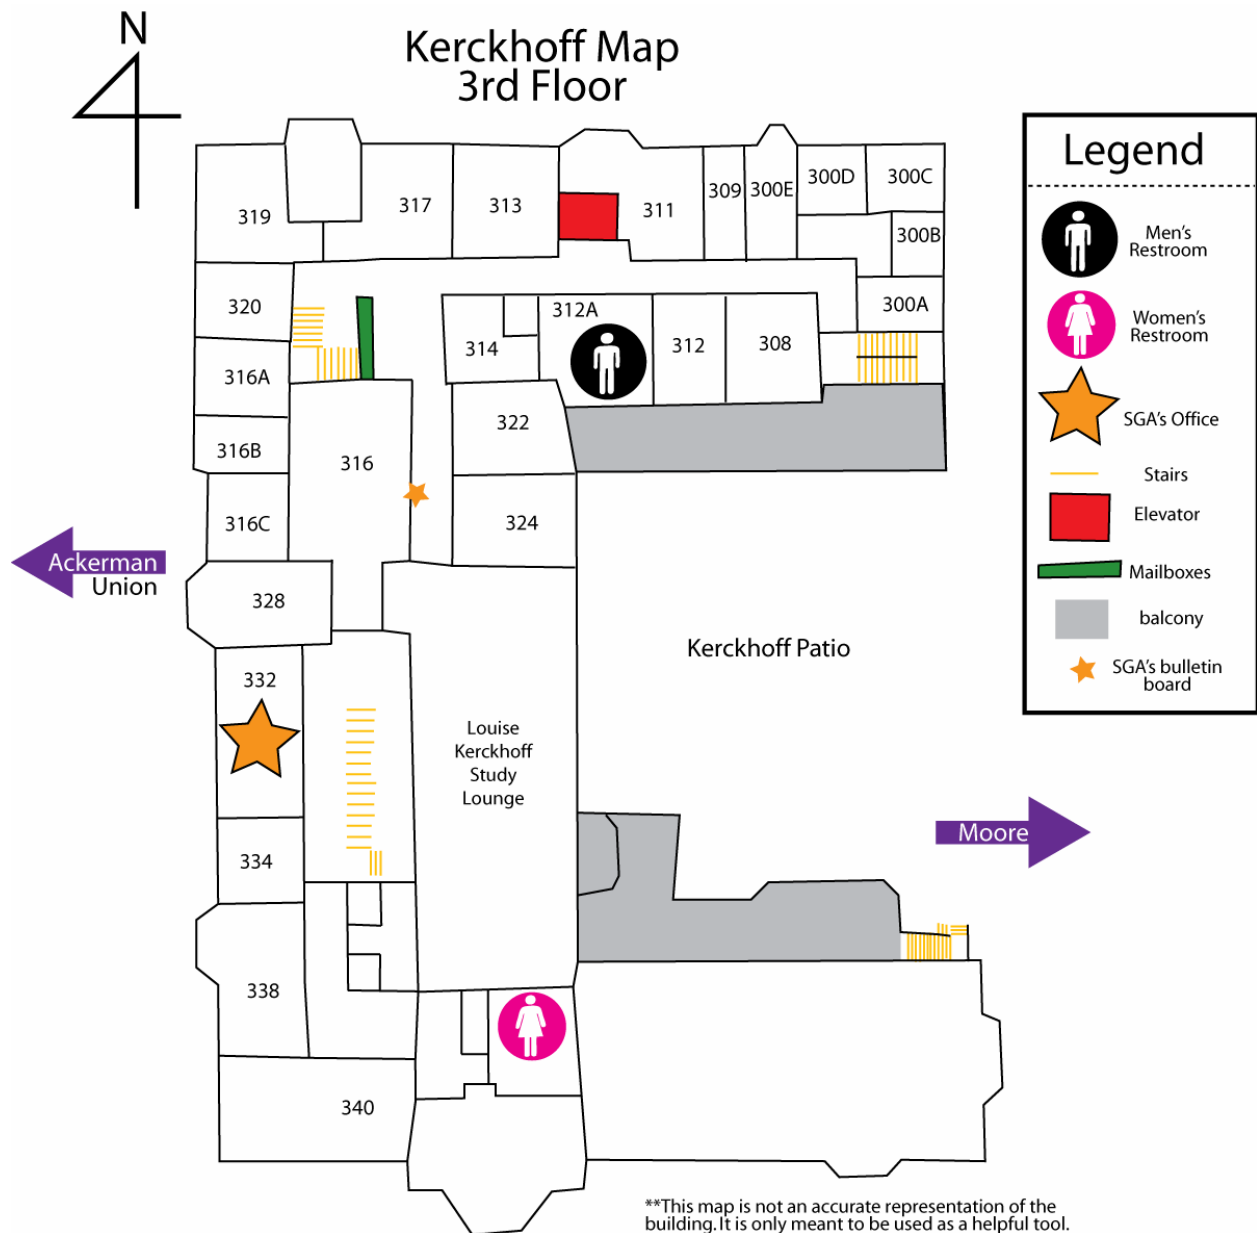 N
Kerckhoff Map
3rd Floor
Legend
Men's
Restroom
Women's
Restroom
SGA's Office
Stairs
Elevator
Mailboxes
balcony
SGA's bulletin
board
319
317
313
311
309
300E
300D
300C
300B
300A
320
312A
314
312
308
316A
316B
316
322
316C
324
Ackerman
Union
328
Kerckhoff Patio
332
Louise
Kerckhoff
Study
Lounge
Moore
334
338
340
**This map is not an accurate representation of the
building. It is only meant to be used as a helpful tool.